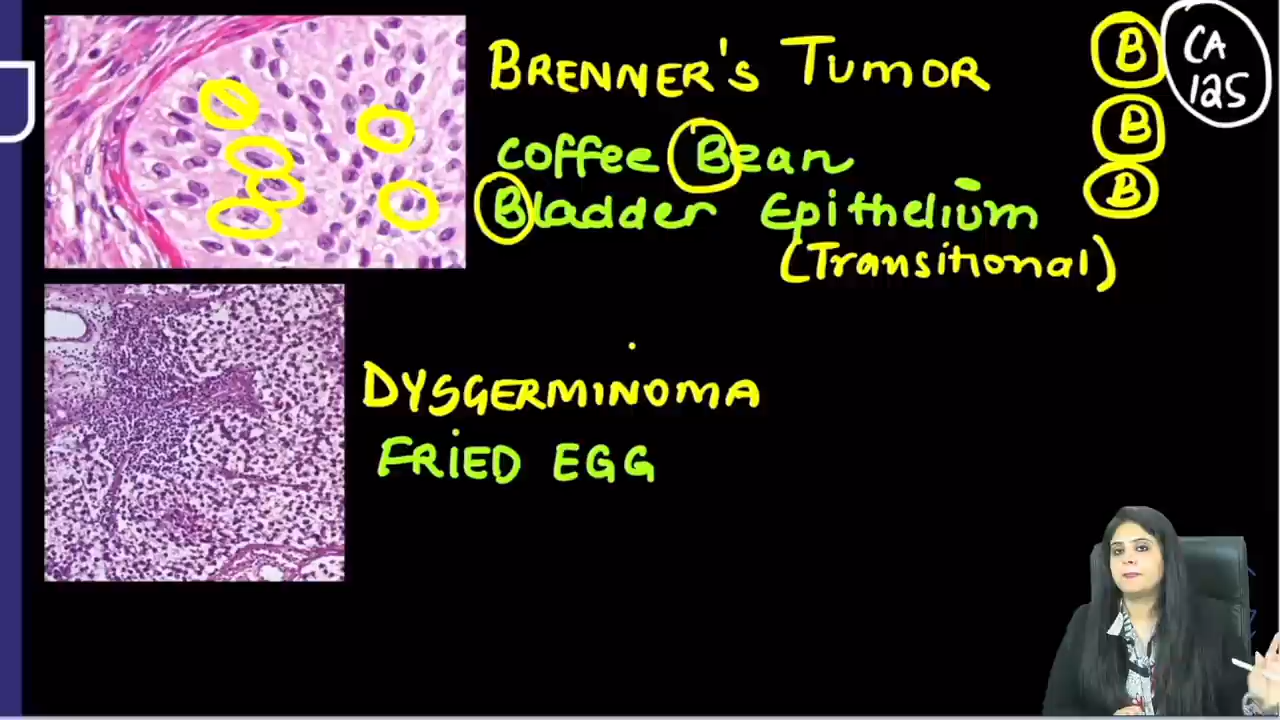 BRENNER'S TUMOR
coffee Bean
Bladder Epithelium
(Transitional)
B
B
B
CA
125
DYSGERMINOMA
FRIED EGG